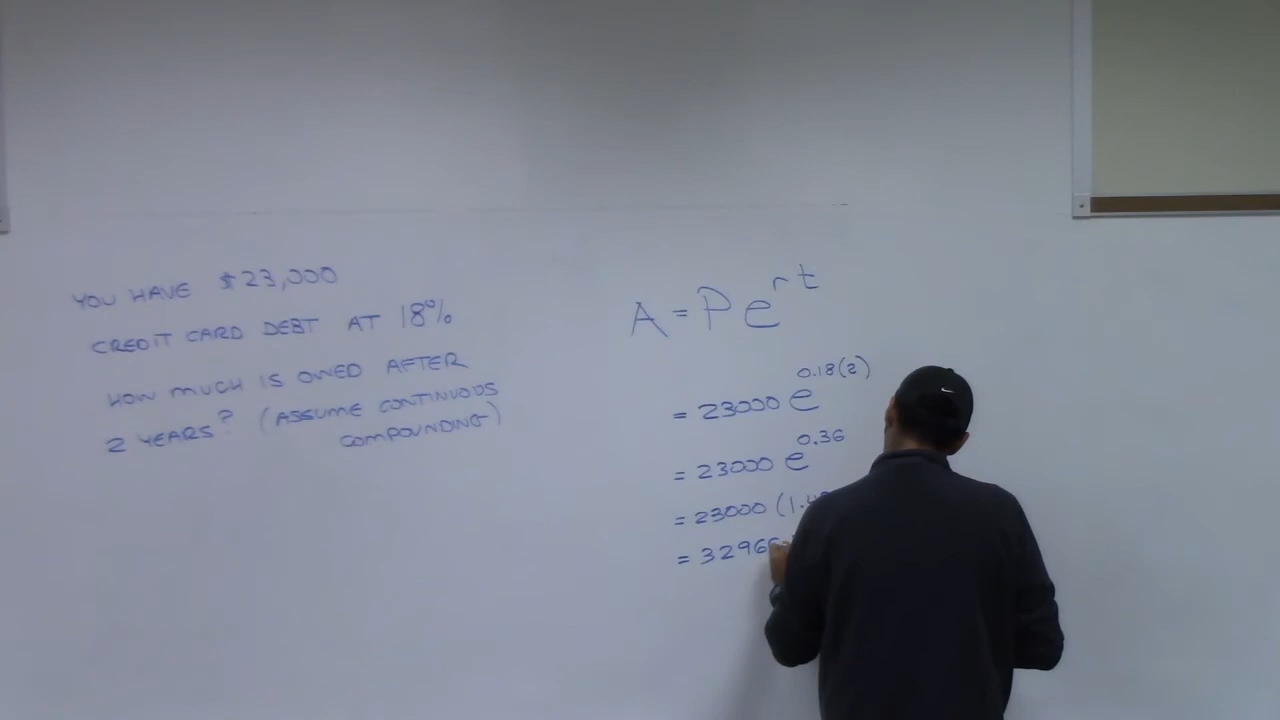 YOU HAVE $23,000
CREDIT CARD DEBT AT 18%
HOW MUCH IS OWED AFTER
2 YEARS? (ASSUME CONTINUOUS
COMPOUNDING)
A = Pe^rt
= 23000 e^0.18(2)
= 23000 e^0.36
= 23000 (1.4
= 32966